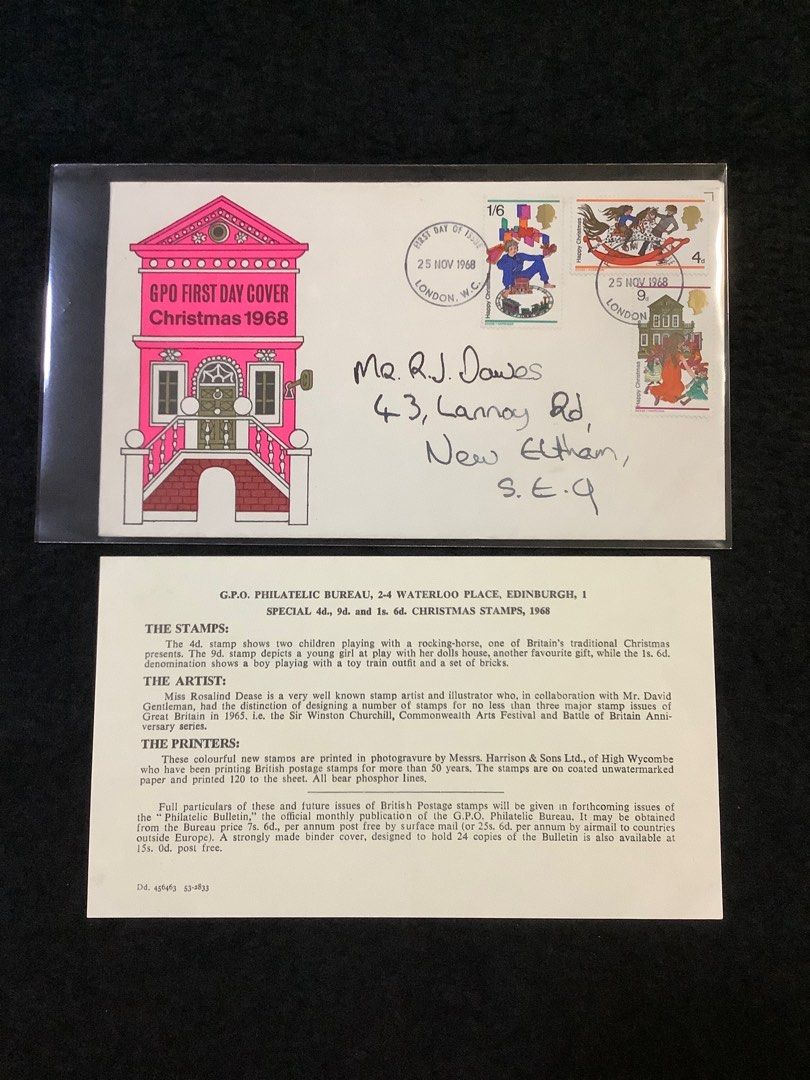 GPO FIRST DAY COVER
Christmas 1968
FIRST DAY OF ISSUE
25 NOV 1968
LONDON, W.C.
1/6
Happy Christmas
Happy Christmas
4d
25 NOV 1968
LONDON
9d
Happy Christmas
Mr. R.J. Dawes
43, Lannoy Rd,
New Eltham,
S.E.9
G.P.O. PHILATELIC BUREAU, 2-4 WATERLOO PLACE, EDINBURGH, 1
SPECIAL 4d., 9d. and 1s. 6d. CHRISTMAS STAMPS, 1968
THE STAMPS:
The 4d. stamp shows two children playing with a rocking-horse, one of Britain's traditional Christmas
presents. The 9d. stamp depicts a young girl at play with her dolls house, another favourite gift, while the 1s. 6d.
denomination shows a boy playing with a toy train outfit and a set of bricks.
THE ARTIST:
Miss Rosalind Dease is a very well known stamp artist and illustrator who, in collaboration with Mr. David
Gentleman, had the distinction of designing a number of stamps for no less than three major stamp issues of
Great Britain in 1965, i.e. the Sir Winston Churchill, Commonwealth Arts Festival and Battle of Britain Anni-
versary series.
THE PRINTERS:
These colourful new stamps are printed in photogravure by Messrs. Harrison & Sons Ltd., of High Wycombe
who have been printing British postage stamps for more than 50 years. The stamps are on coated unwatermarked
paper and printed 120 to the sheet. All bear phosphor lines.
Full particulars of these and future issues of British Postage stamps will be given in forthcoming issues of
the "Philatelic Bulletin," the official monthly publication of the G.P.O. Philatelic Bureau. It may be obtained
from the Bureau price 7s. 6d., per annum post free by surface mail (or 25s. 6d. per annum by airmail to countries
outside Europe). A strongly made binder cover, designed to hold 24 copies of the Bulletin is also available at
15s. 0d. post free.
Dd. 456463 53-2833